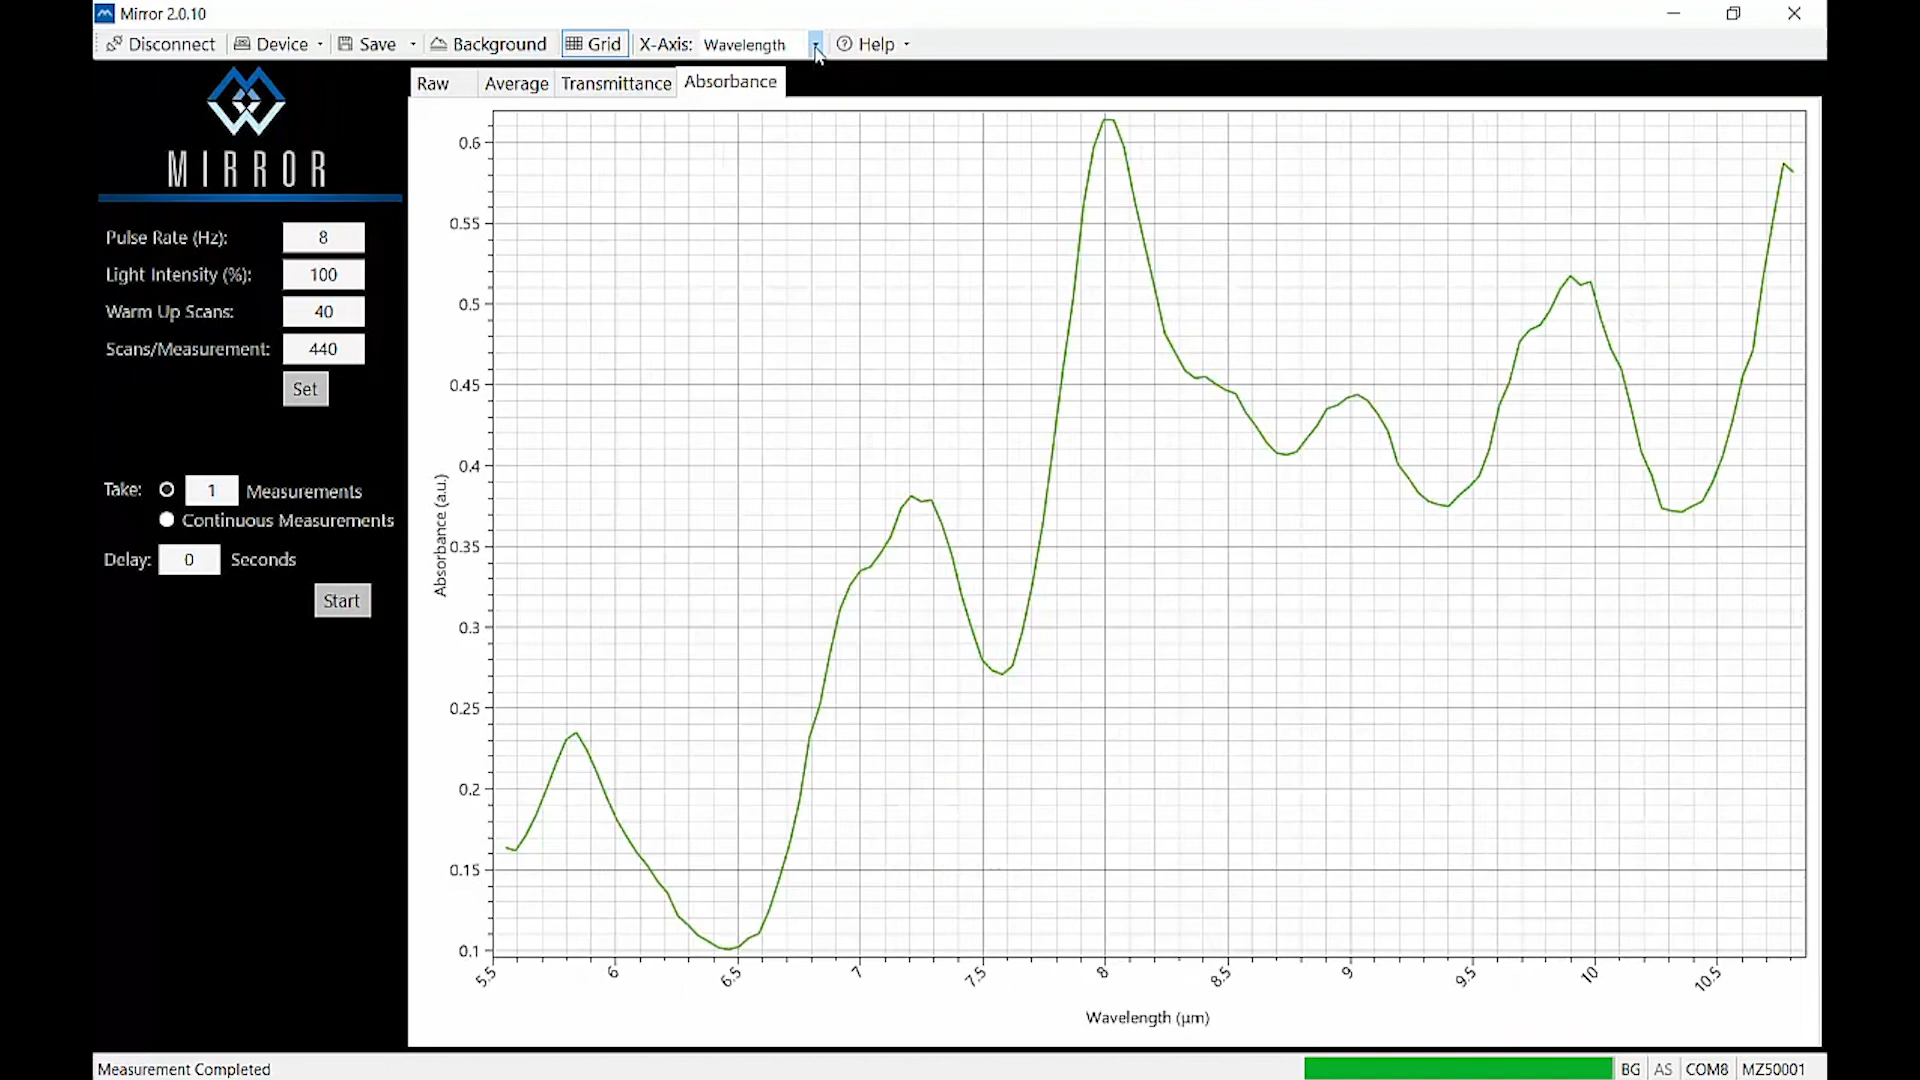 Mirror 2.0.10
Disconnect Device Save Background Grid X-Axis: Wavelength Help
Raw Average Transmittance Absorbance
MIRROR
Pulse Rate (Hz): 8
Light Intensity (%): 100
Warm Up Scans: 40
Scans/Measurement: 440
Set
Take: 1 Measurements
Continuous Measurements
Delay: 0 Seconds
Start
Absorbance (a.u.)
0.6
0.55
0.5
0.45
0.4
0.35
0.3
0.25
0.2
0.15
0.1
5.5 6 6.5 7 7.5 8 8.5 9 9.5 10 10.5
Wavelength (µm)
Measurement Completed BG AS COM8 MZ50001